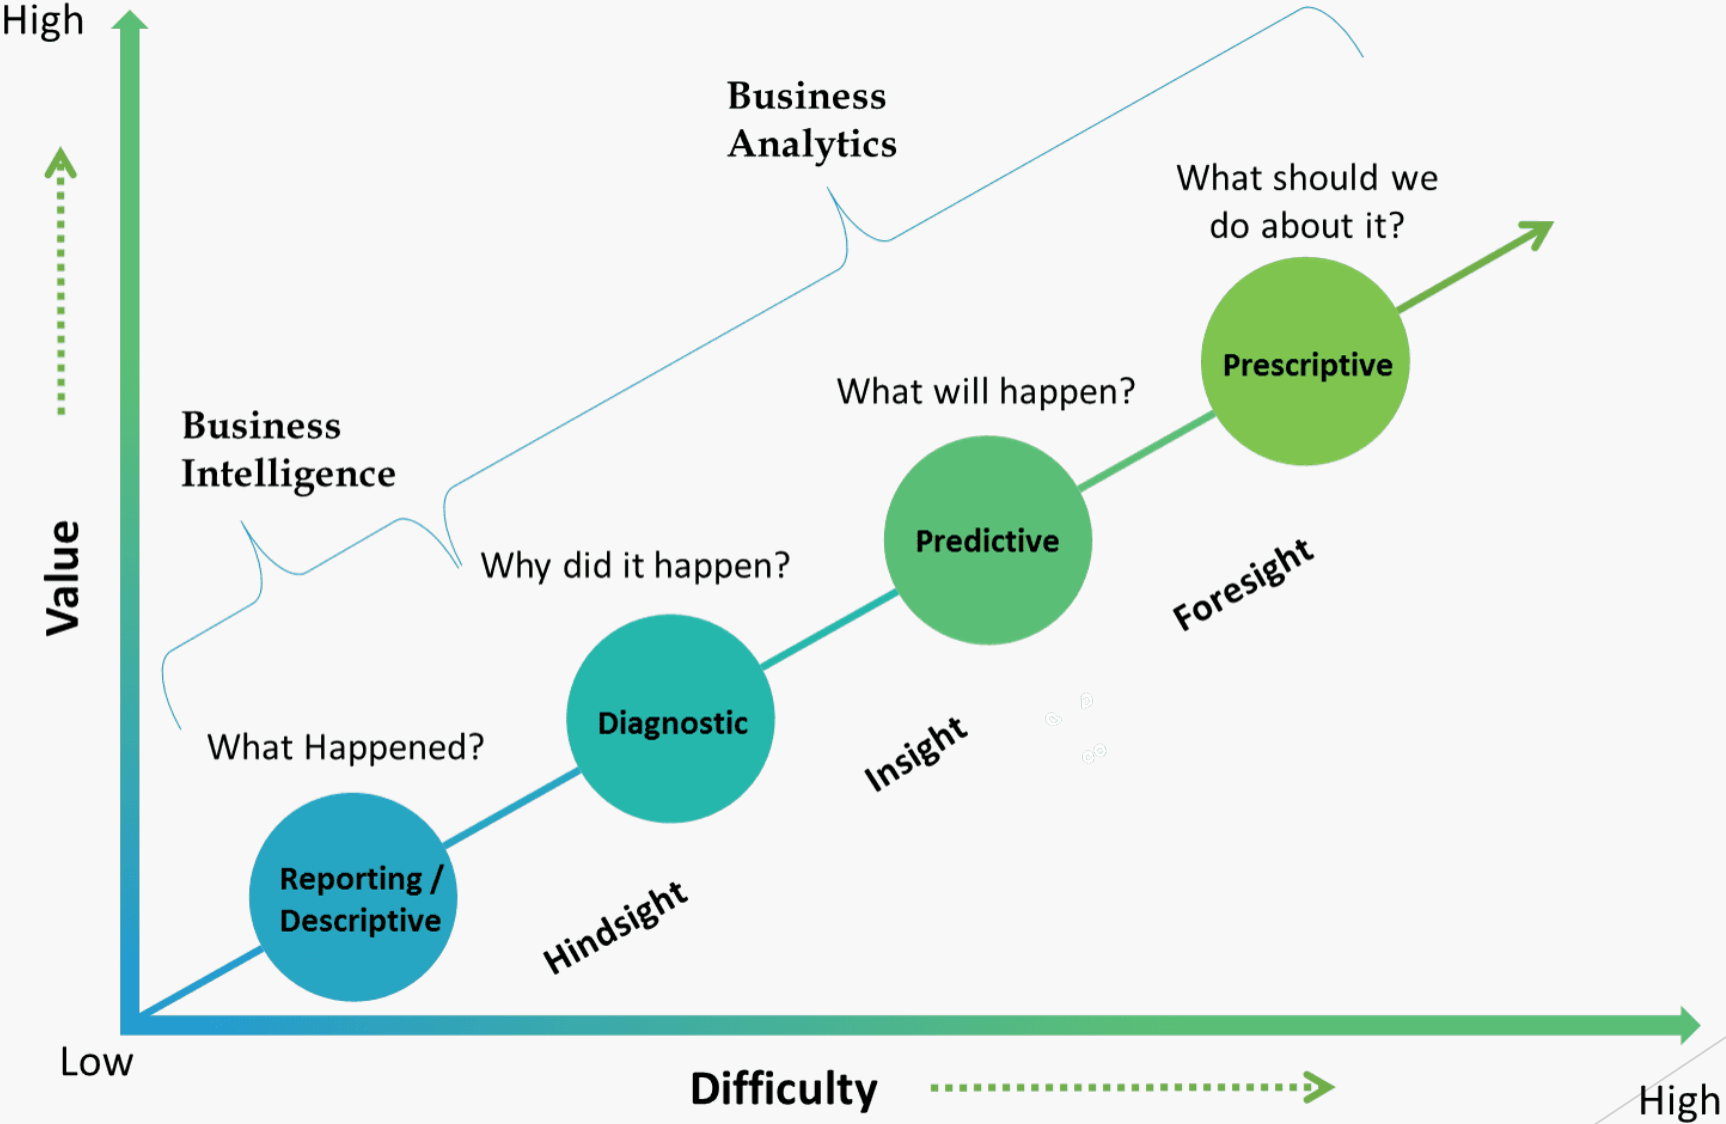 High
Business
Analytics
What should we
do about it?
Prescriptive
What will happen?
Business
Intelligence
Predictive
Why did it happen?
Value
Foresight
Diagnostic
Insight
What Happened?
Reporting /
Descriptive
Hindsight
Low
Difficulty
High